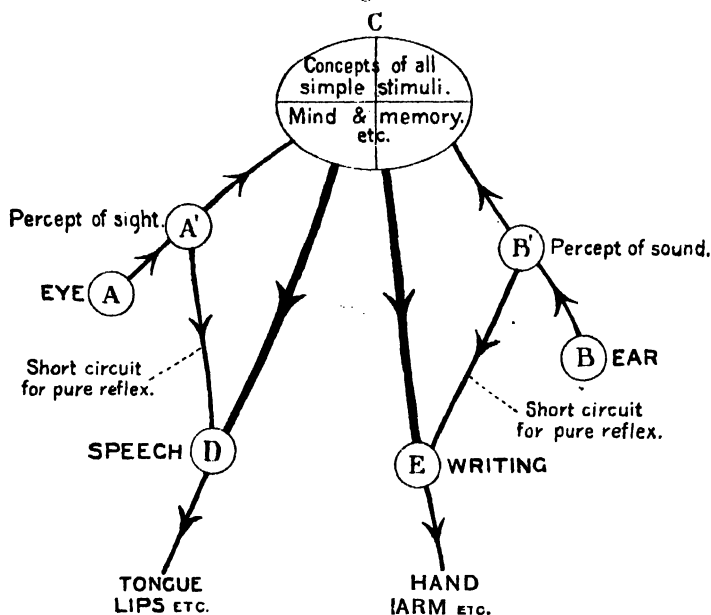 C
Concepts of all
simple stimuli.
Mind & memory.
etc.
Percept of sight.
A'
B'
Percept of sound.
EYE
A
B
EAR
Short circuit
for pure reflex.
Short circuit
for pure reflex.
SPEECH
D
E
WRITING
TONGUE
LIPS ETC.
HAND
ARM ETC.